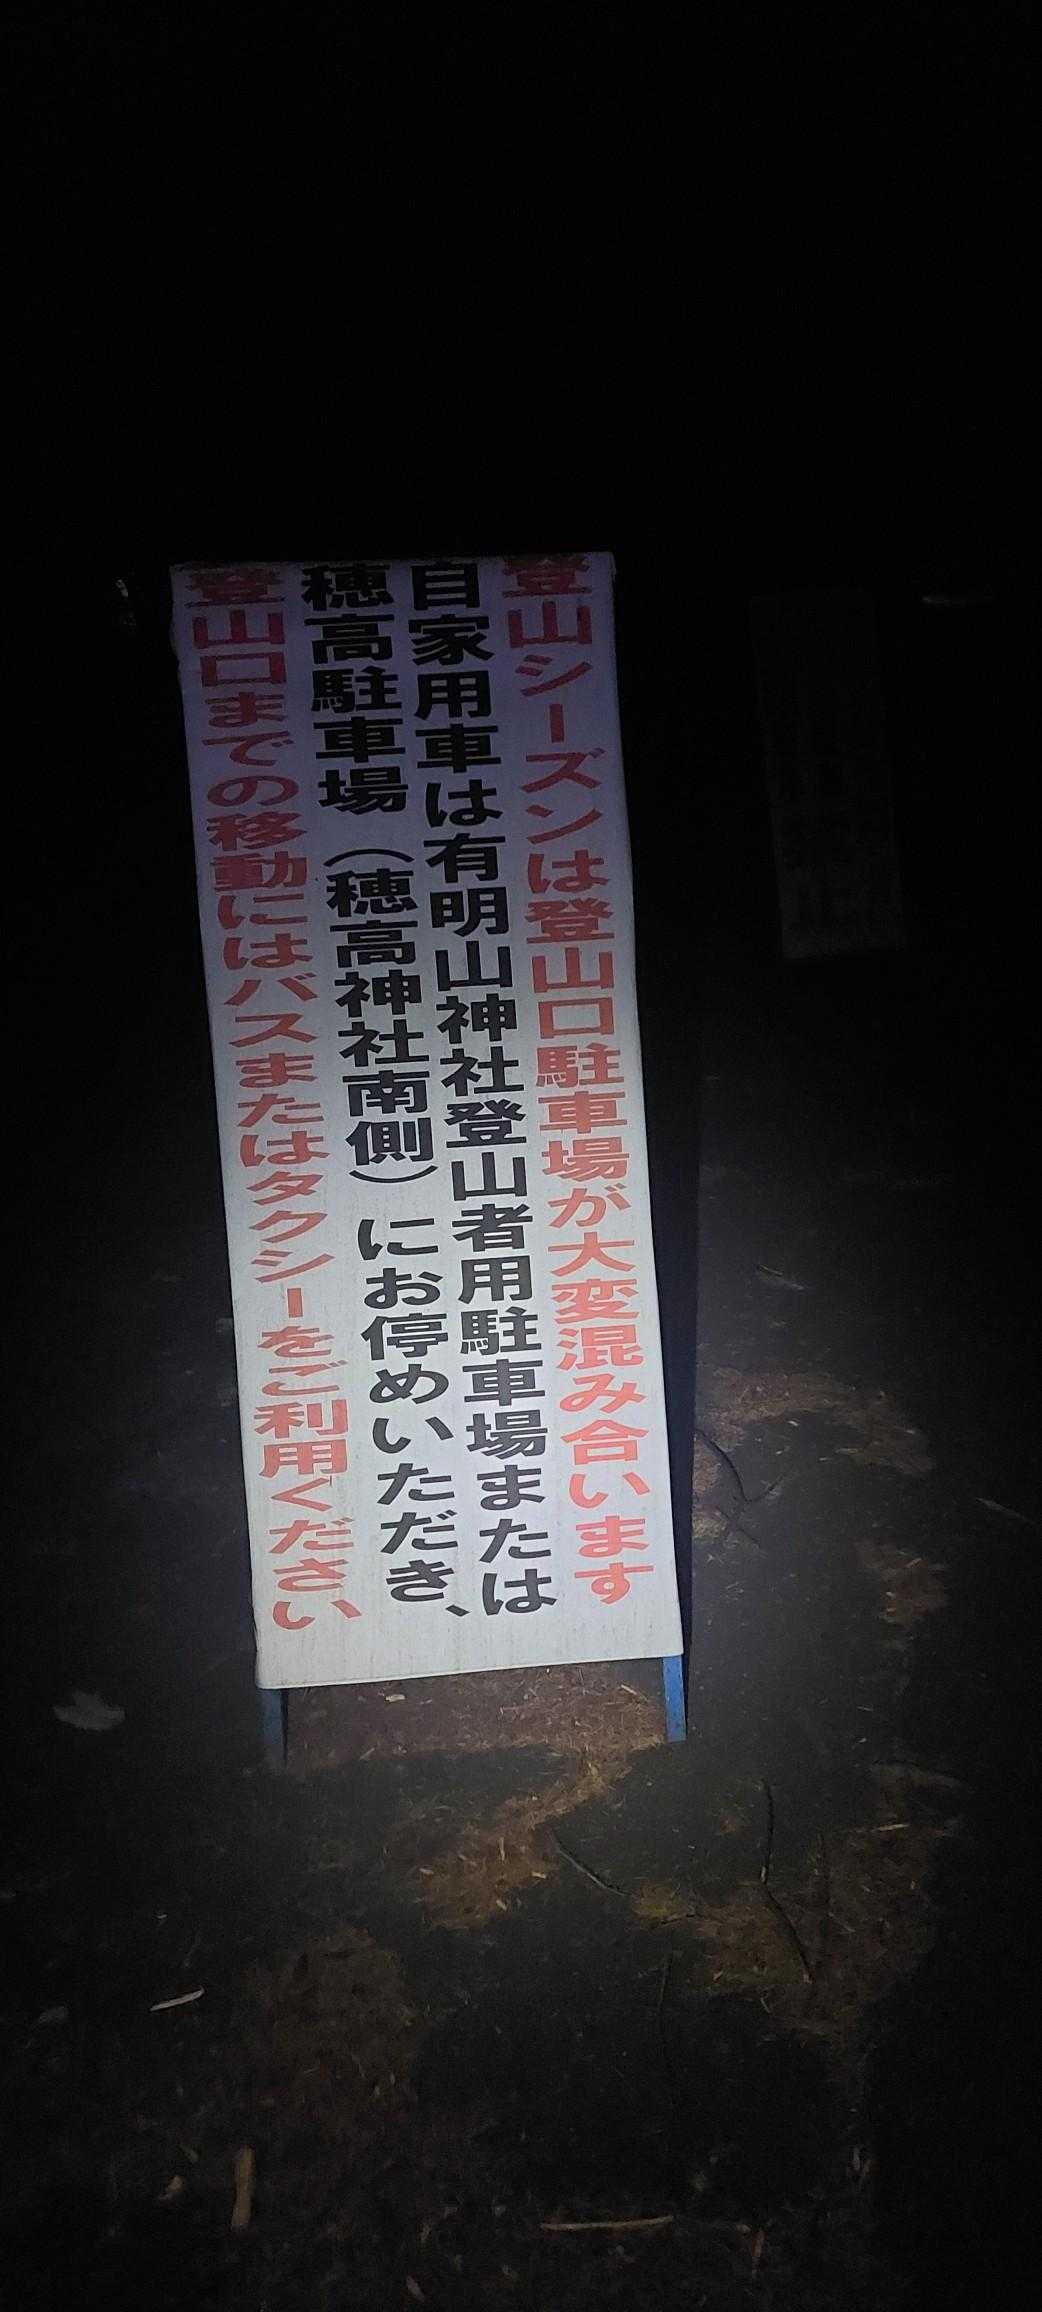 登山シーズンは登山口駐車場が大変混み合います
自家用車は有明山神社登山者用駐車場または
穂高駐車場（穂高神社南側）にお停めいただき、
登山口までの移動にはバスまたはタクシーをご利用ください